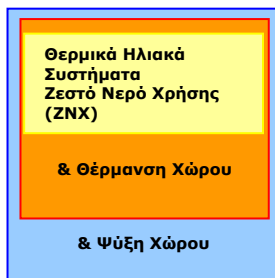 Θερμικά Ηλιακά
Συστήματα
Ζεστό Νερό Χρήσης
(ΖΝΧ)
& Θέρμανση Χώρου
& Ψύξη Χώρου